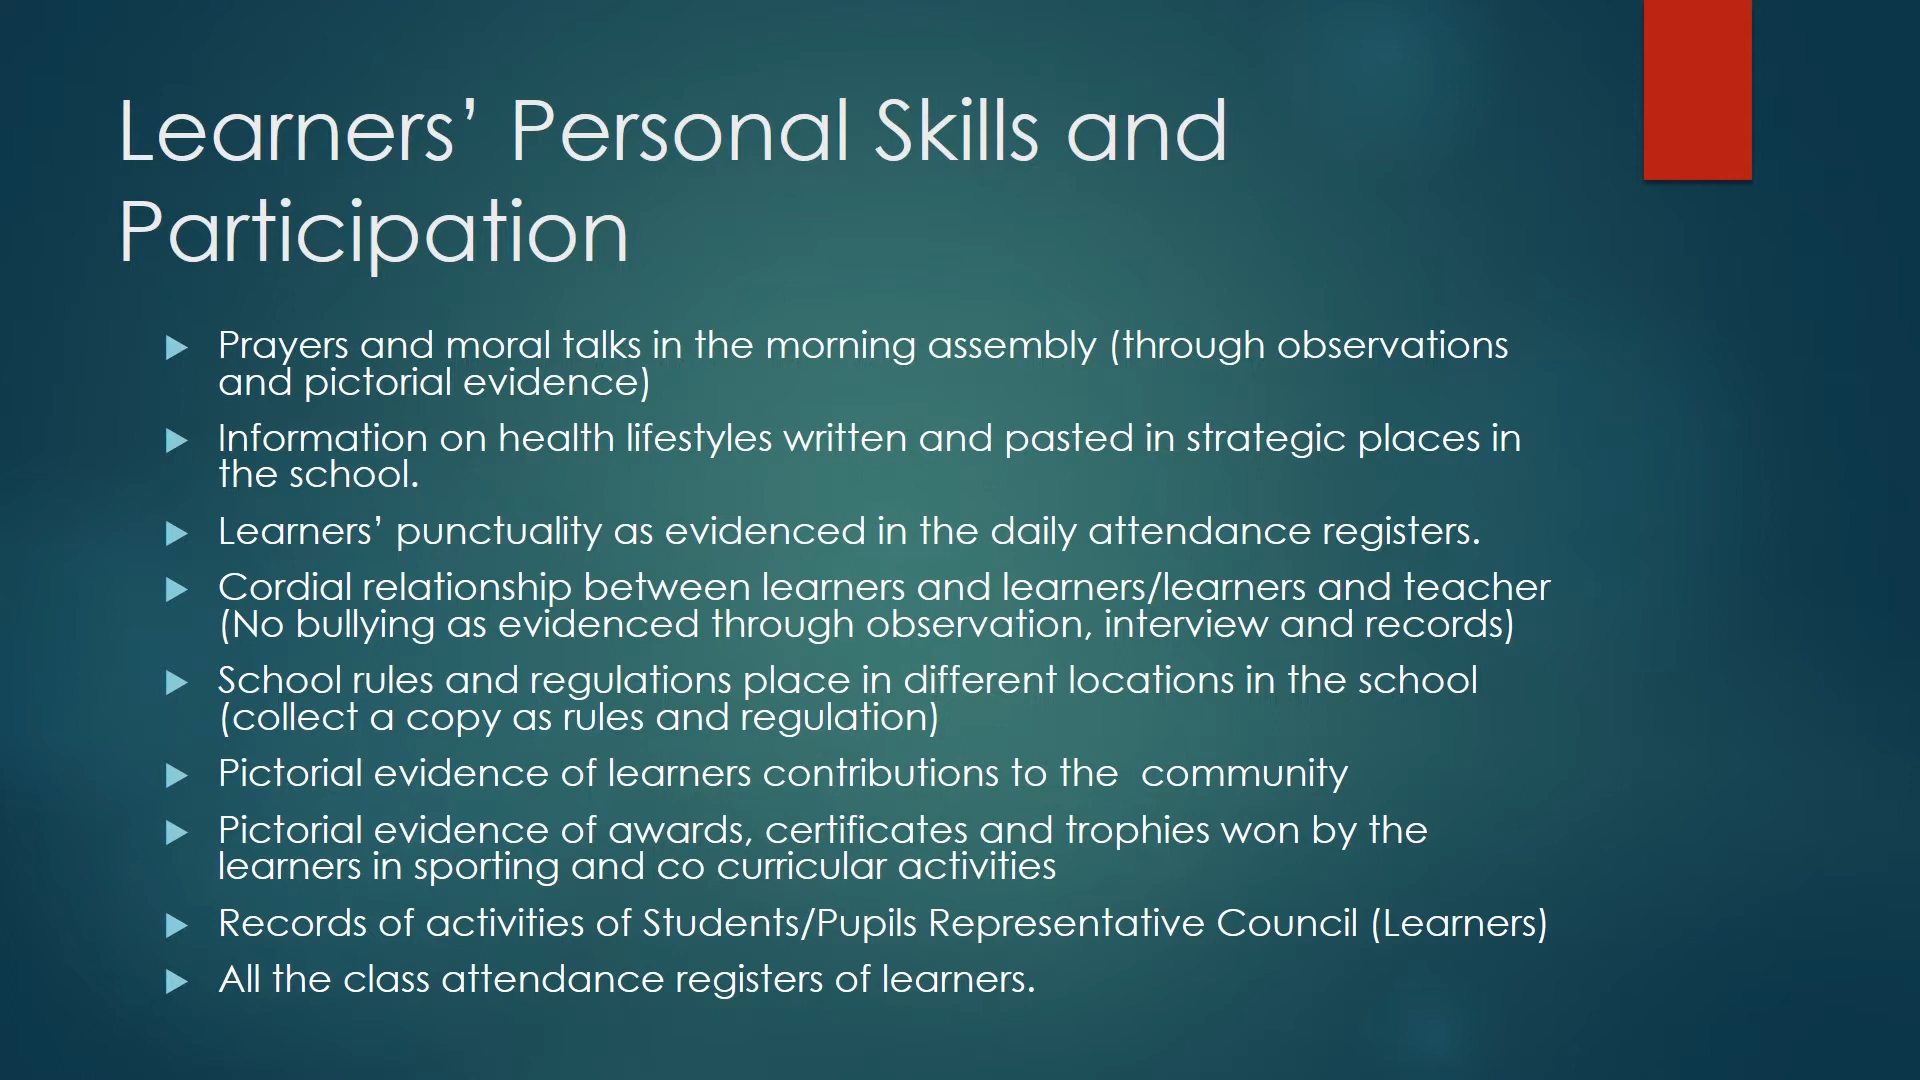 Learners’ Personal Skills and
Participation
Prayers and moral talks in the morning assembly (through observations
and pictorial evidence)
Information on health lifestyles written and pasted in strategic places in
the school.
Learners’ punctuality as evidenced in the daily attendance registers.
Cordial relationship between learners and learners/learners and teacher
(No bullying as evidenced through observation, interview and records)
School rules and regulations place in different locations in the school
(collect a copy as rules and regulation)
Pictorial evidence of learners contributions to the  community
Pictorial evidence of awards, certificates and trophies won by the
learners in sporting and co curricular activities
Records of activities of Students/Pupils Representative Council (Learners)
All the class attendance registers of learners.